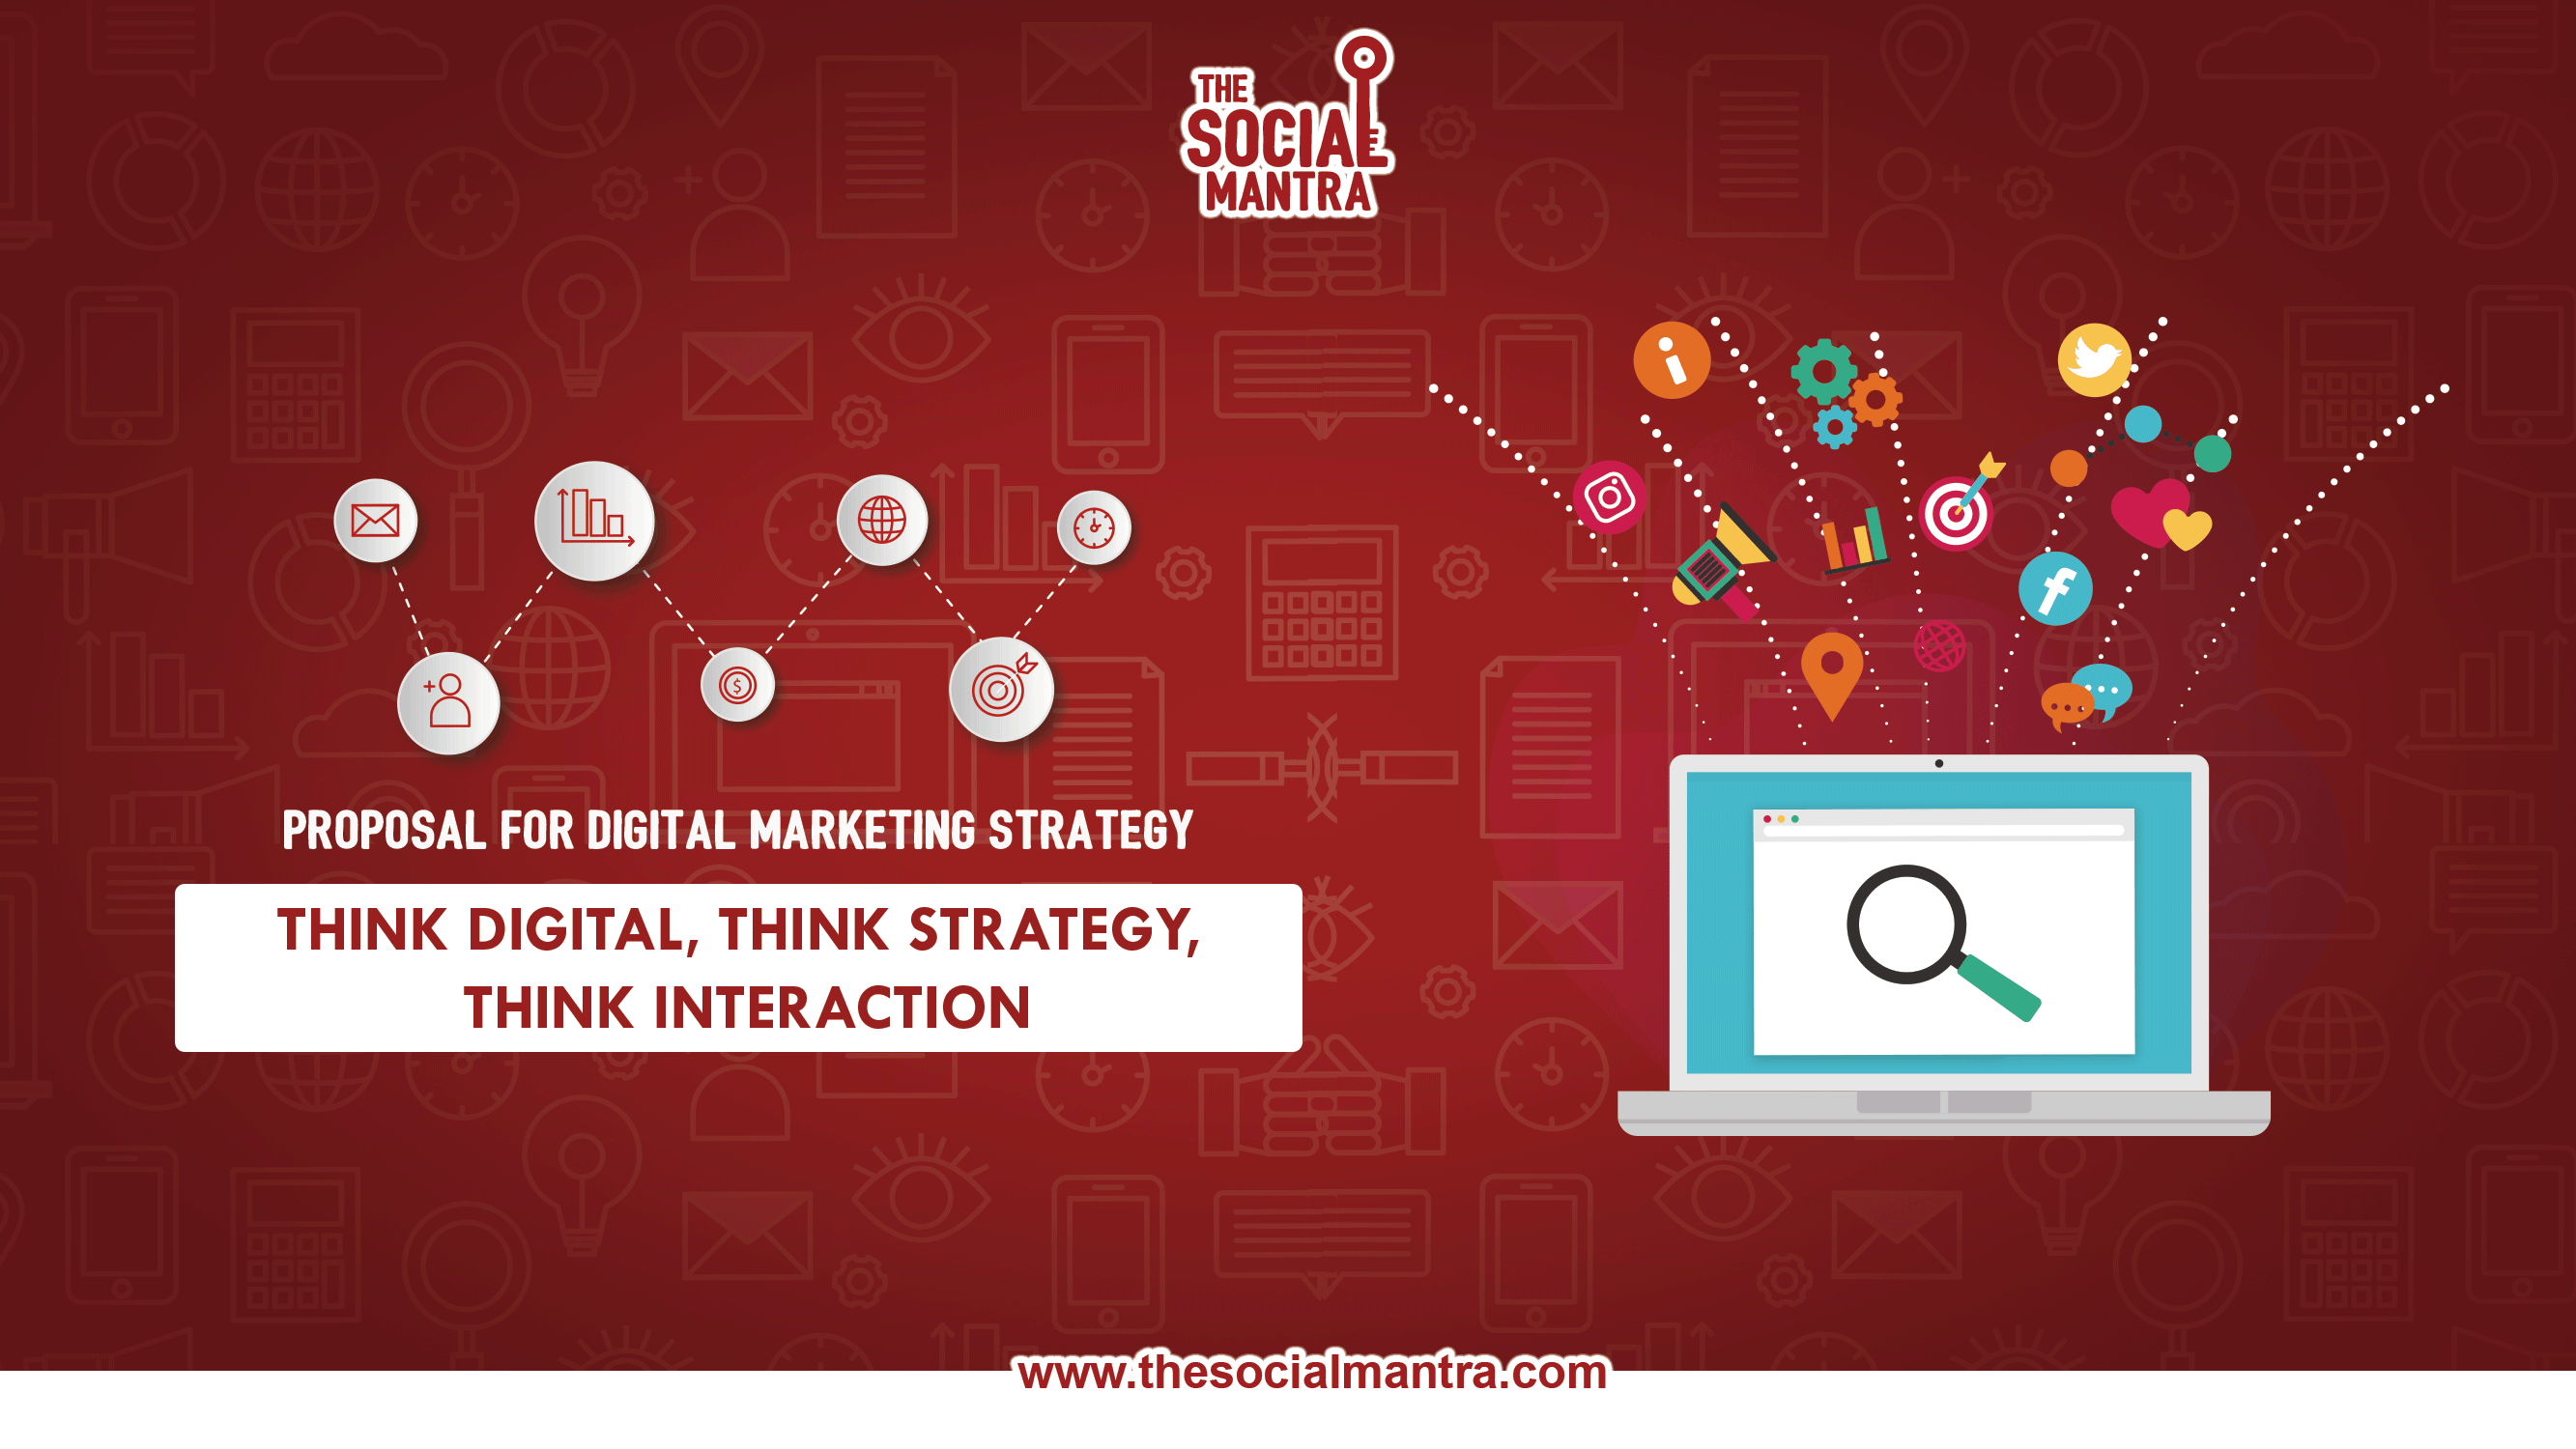 THE
SOCIAL
MANTRA
PROPOSAL FOR DIGITAL MARKETING STRATEGY
THINK DIGITAL, THINK STRATEGY,
THINK INTERACTION
www.thesocialmantra.com